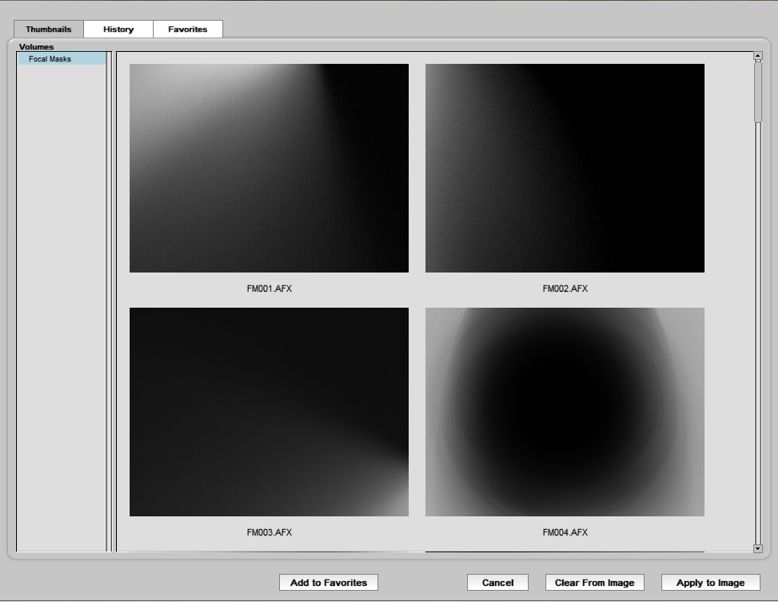 Thumbnails History Favorites
Volumes
Focal Masks
FM001.AFX FM002.AFX
FM003.AFX FM004.AFX
Add to Favorites Cancel Clear From Image Apply to Image